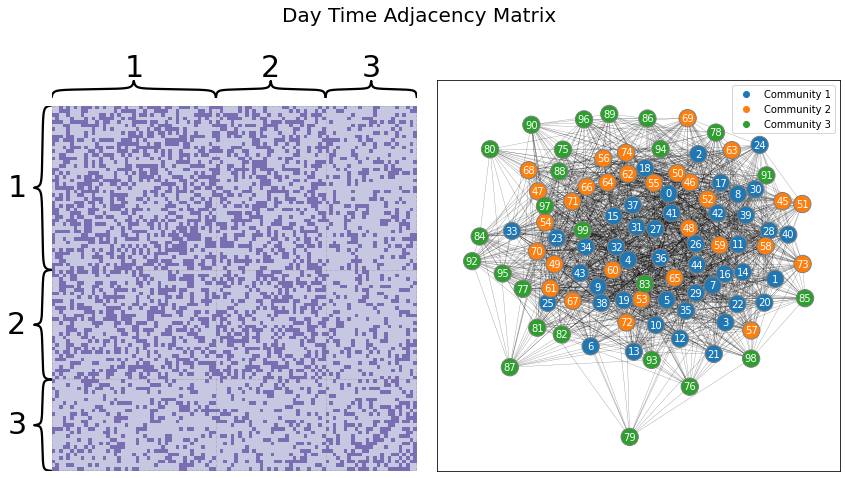 Day Time Adjacency Matrix
1 2 3
1
2
3
Community 1
Community 2
Community 3
90 96 89 86 69 78
80 75 56 74 94 2 63 24
68 88 66 64 62 18 55 50 46 17 8 30 91
47 97 71 37 0 52 45 51
54 15 41 42 39
84 33 23 99 31 27 48 28 40
92 70 34 32 26 59 11 58
95 49 43 60 4 36 44 16 14 73
77 61 9 83 65 7 1
25 67 38 19 53 5 29 22 20 85
81 82 72 10 35 3 57
87 6 13 93 12 21 98
76
79